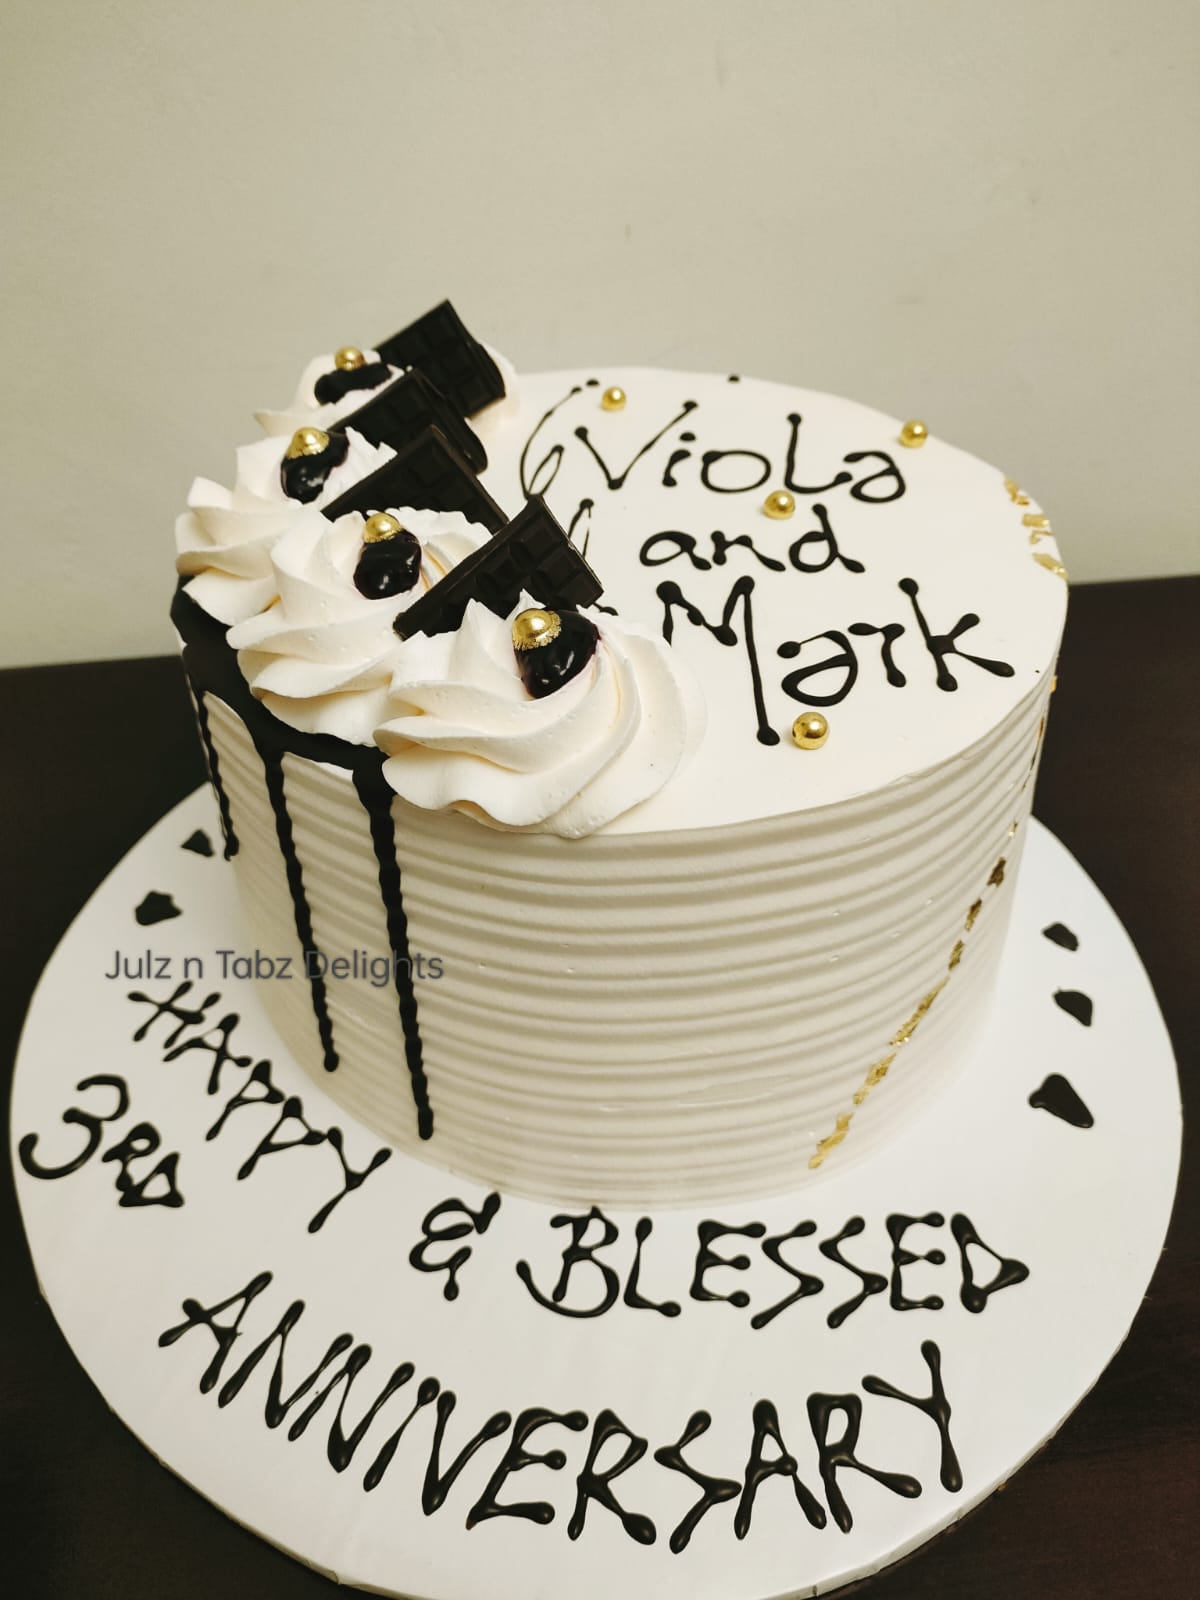 Viola
and
Mark
Julz n Tabz Delights
HAPPY & BLESSED
3RD
ANNIVERSARY